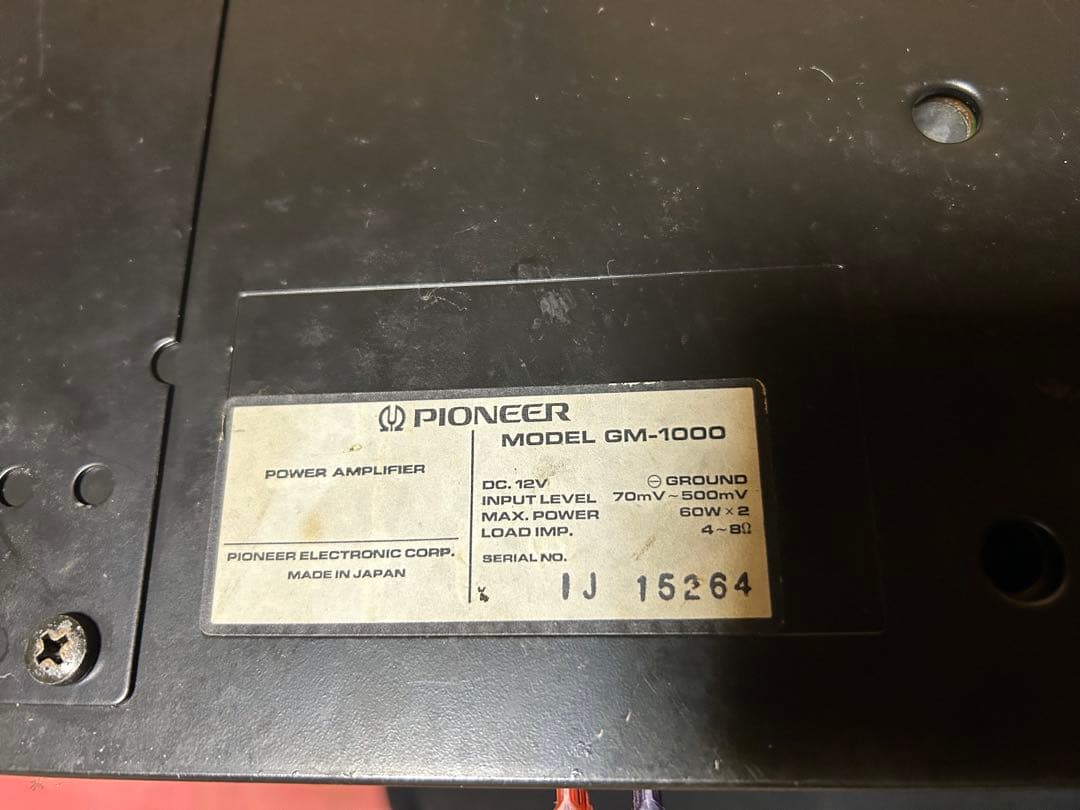 PIONEER
MODEL GM-1000
POWER AMPLIFIER
DC. 12V ⊖ GROUND
INPUT LEVEL 70mV~500mV
MAX. POWER 60W×2
LOAD IMP. 4~8Ω
PIONEER ELECTRONIC CORP.
MADE IN JAPAN
SERIAL NO.
IJ 15264